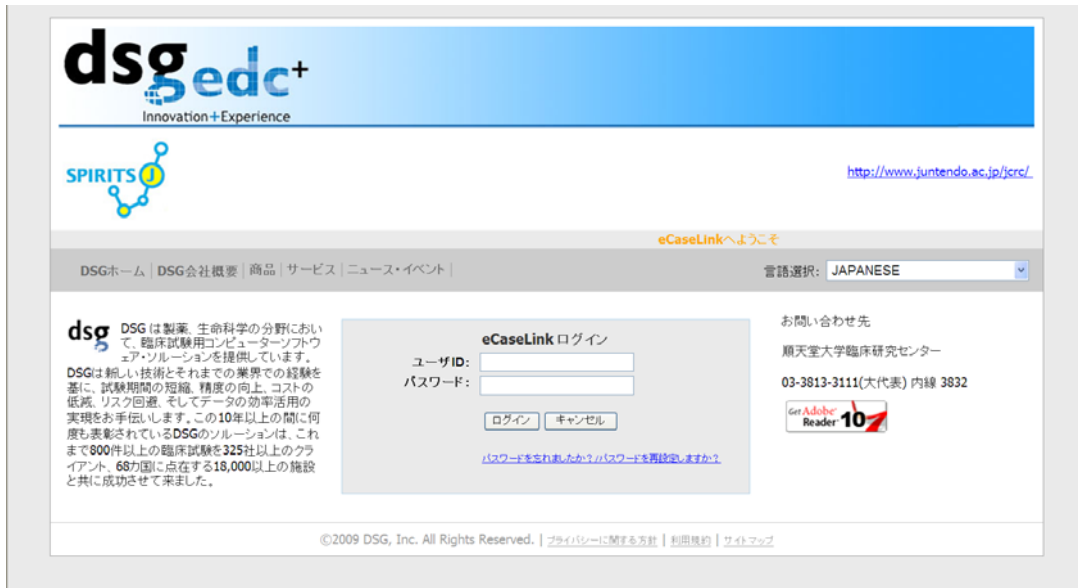 dsgedc+
Innovation+Experience
SPIRITS J
http://www.juntendo.ac.jp/jcrc/
eCaseLinkへようこそ
DSGホーム | DSG会社概要 | 商品 | サービス | ニュース・イベント |
言語選択: JAPANESE
dsg DSG は製薬、生命科学の分野におい
て、臨床試験用コンピューターソフトウ
ェア・ソルーションを提供しています。
DSGは新しい技術とそれまでの業界での経験を
基に、試験期間の短縮、精度の向上、コストの
低減、リスク回避、そしてデータの効率活用の
実現をお手伝いします。この10年以上の間に何
度も表彰されているDSGのソルーションは、これ
まで800件以上の臨床試験を325社以上のクラ
イアント、68カ国に点在する18,000以上の施設
と共に成功させて来ました。
eCaseLink ログイン
ユーザID:
パスワード:
ログイン キャンセル
パスワードを忘れましたか？/パスワードを再設定しますか？
お問い合わせ先
順天堂大学臨床研究センター
03-3813-3111(大代表) 内線 3832
Get Adobe
Reader 10
©2009 DSG, Inc. All Rights Reserved. | プライバシーに関する方針 | 利用規約 | サイトマップ